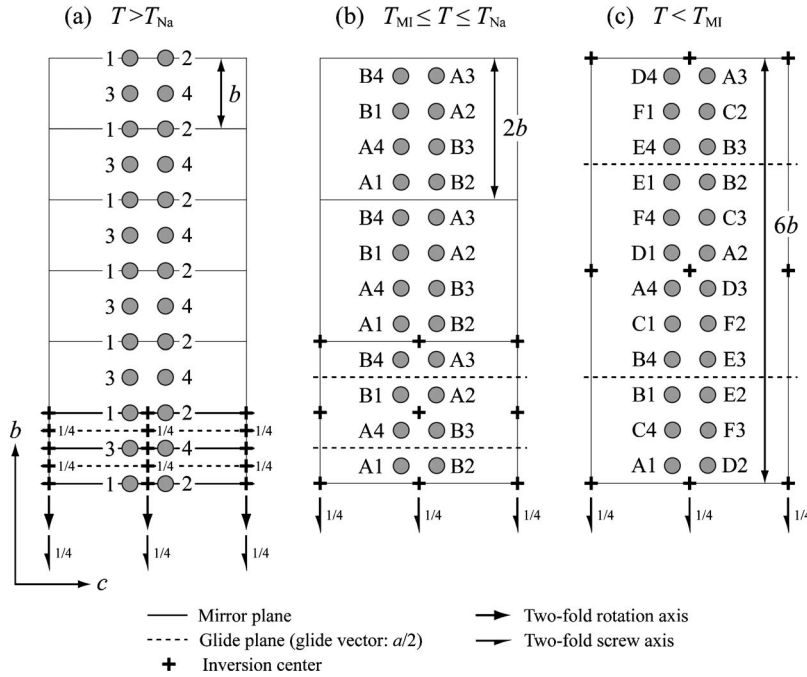 (a) T > T_Na
(b) T_MI ≤ T ≤ T_Na
(c) T < T_MI
1 2
3 4
1 2
3 4
1 2
3 4
1 2
3 4
1 2
3 4
1 2
1/4 1/4 1/4
3 4
1/4 1/4 1/4
1 2
b
1/4 1/4 1/4
b
c
B4 A3
B1 A2
A4 B3
A1 B2
B4 A3
B1 A2
A4 B3
A1 B2
B4 A3
B1 A2
A4 B3
A1 B2
2b
1/4 1/4 1/4
D4 A3
F1 C2
E4 B3
E1 B2
F4 C3
D1 A2
A4 D3
C1 F2
B4 E3
B1 E2
C4 F3
A1 D2
6b
1/4 1/4 1/4
Mirror plane
Glide plane (glide vector: a/2)
Inversion center
Two-fold rotation axis
Two-fold screw axis